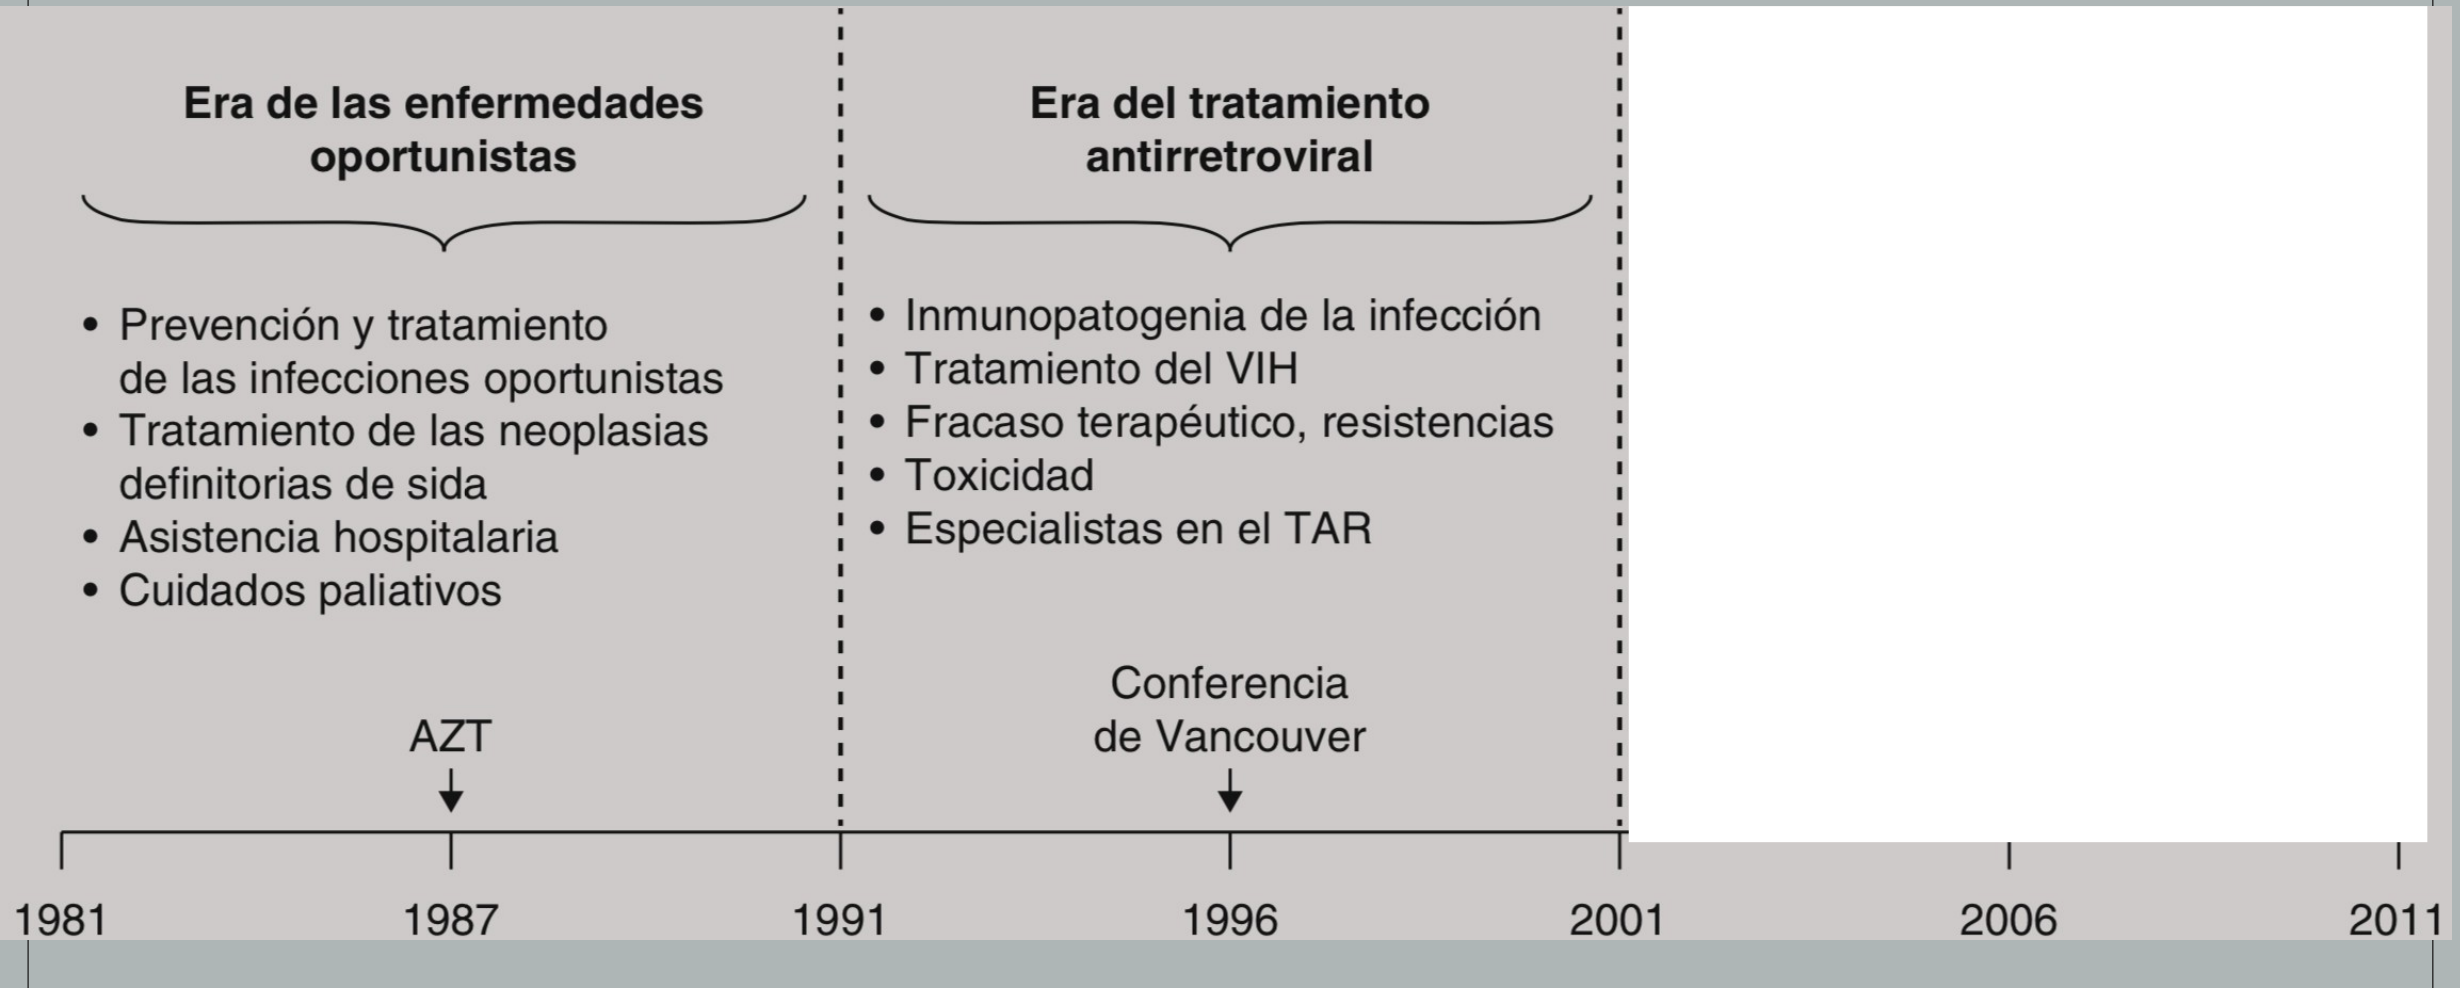 Era de las enfermedades
oportunistas
• Prevención y tratamiento
de las infecciones oportunistas
• Tratamiento de las neoplasias
definitorias de sida
• Asistencia hospitalaria
• Cuidados paliativos
AZT
Era del tratamiento
antirretroviral
• Inmunopatogenia de la infección
• Tratamiento del VIH
• Fracaso terapéutico, resistencias
• Toxicidad
• Especialistas en el TAR
Conferencia
de Vancouver
1981 1987 1991 1996 2001 2006 2011